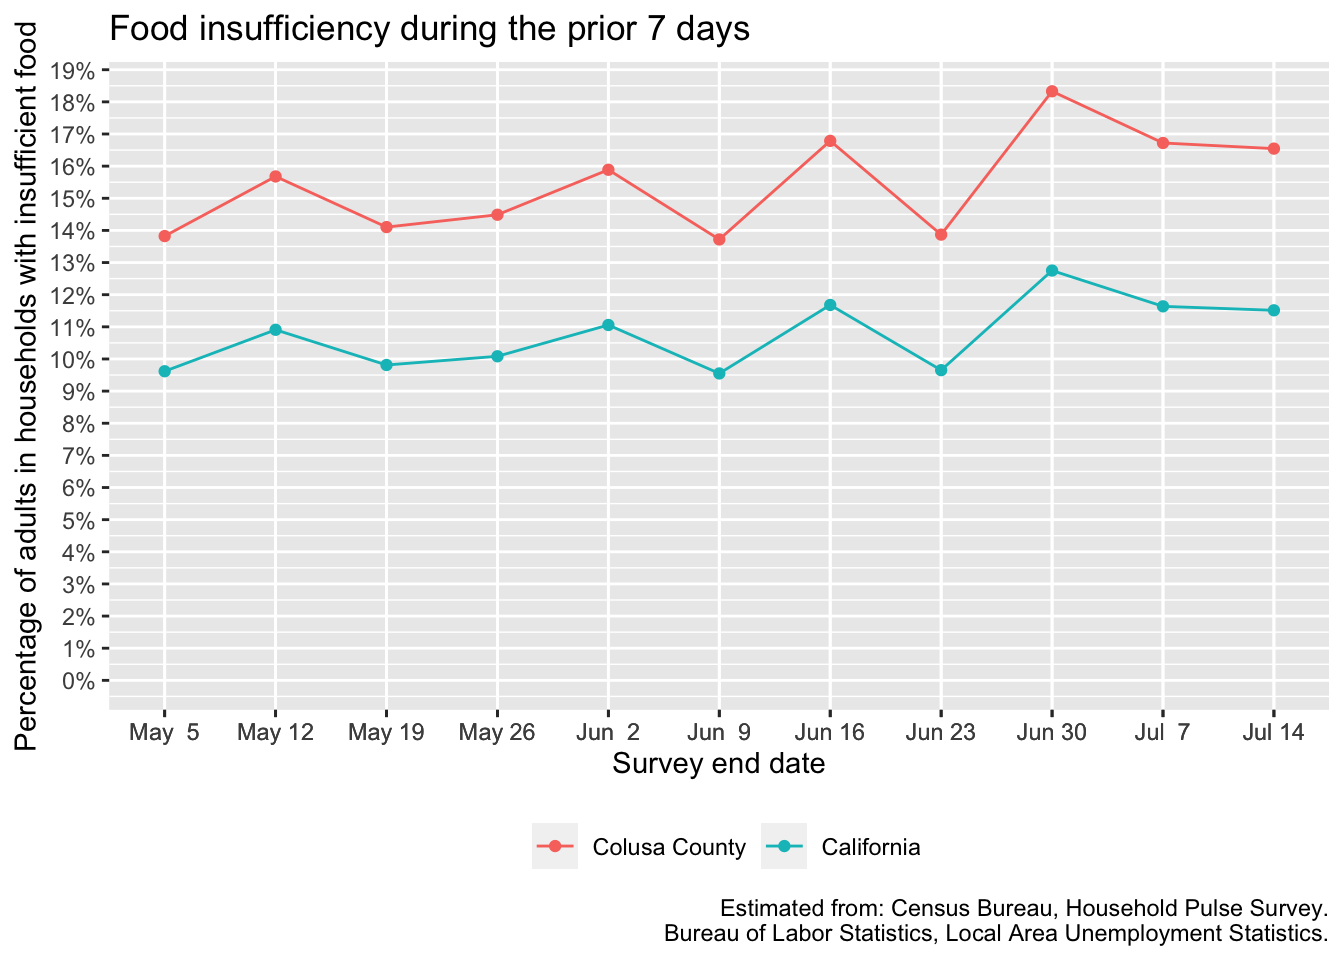 Food insufficiency during the prior 7 days
Percentage of adults in households with insufficient food
19%
18%
17%
16%
15%
14%
13%
12%
11%
10%
9%
8%
7%
6%
5%
4%
3%
2%
1%
0%
May 5 May 12 May 19 May 26 Jun 2 Jun 9 Jun 16 Jun 23 Jun 30 Jul 7 Jul 14
Survey end date
Colusa County California
Estimated from: Census Bureau, Household Pulse Survey.
Bureau of Labor Statistics, Local Area Unemployment Statistics.